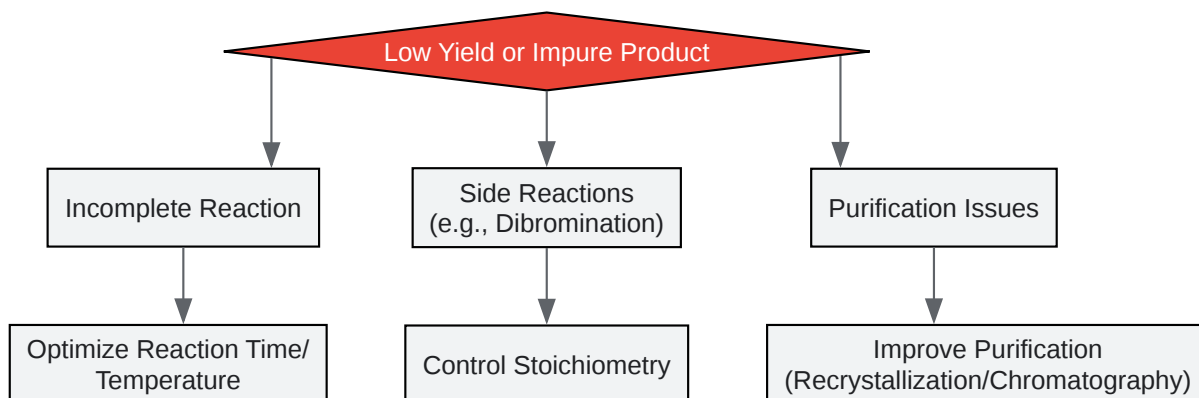 Low Yield or Impure Product
Incomplete Reaction
Side Reactions
(e.g., Dibromination)
Purification Issues
Optimize Reaction Time/
Temperature
Control Stoichiometry
Improve Purification
(Recrystallization/Chromatography)